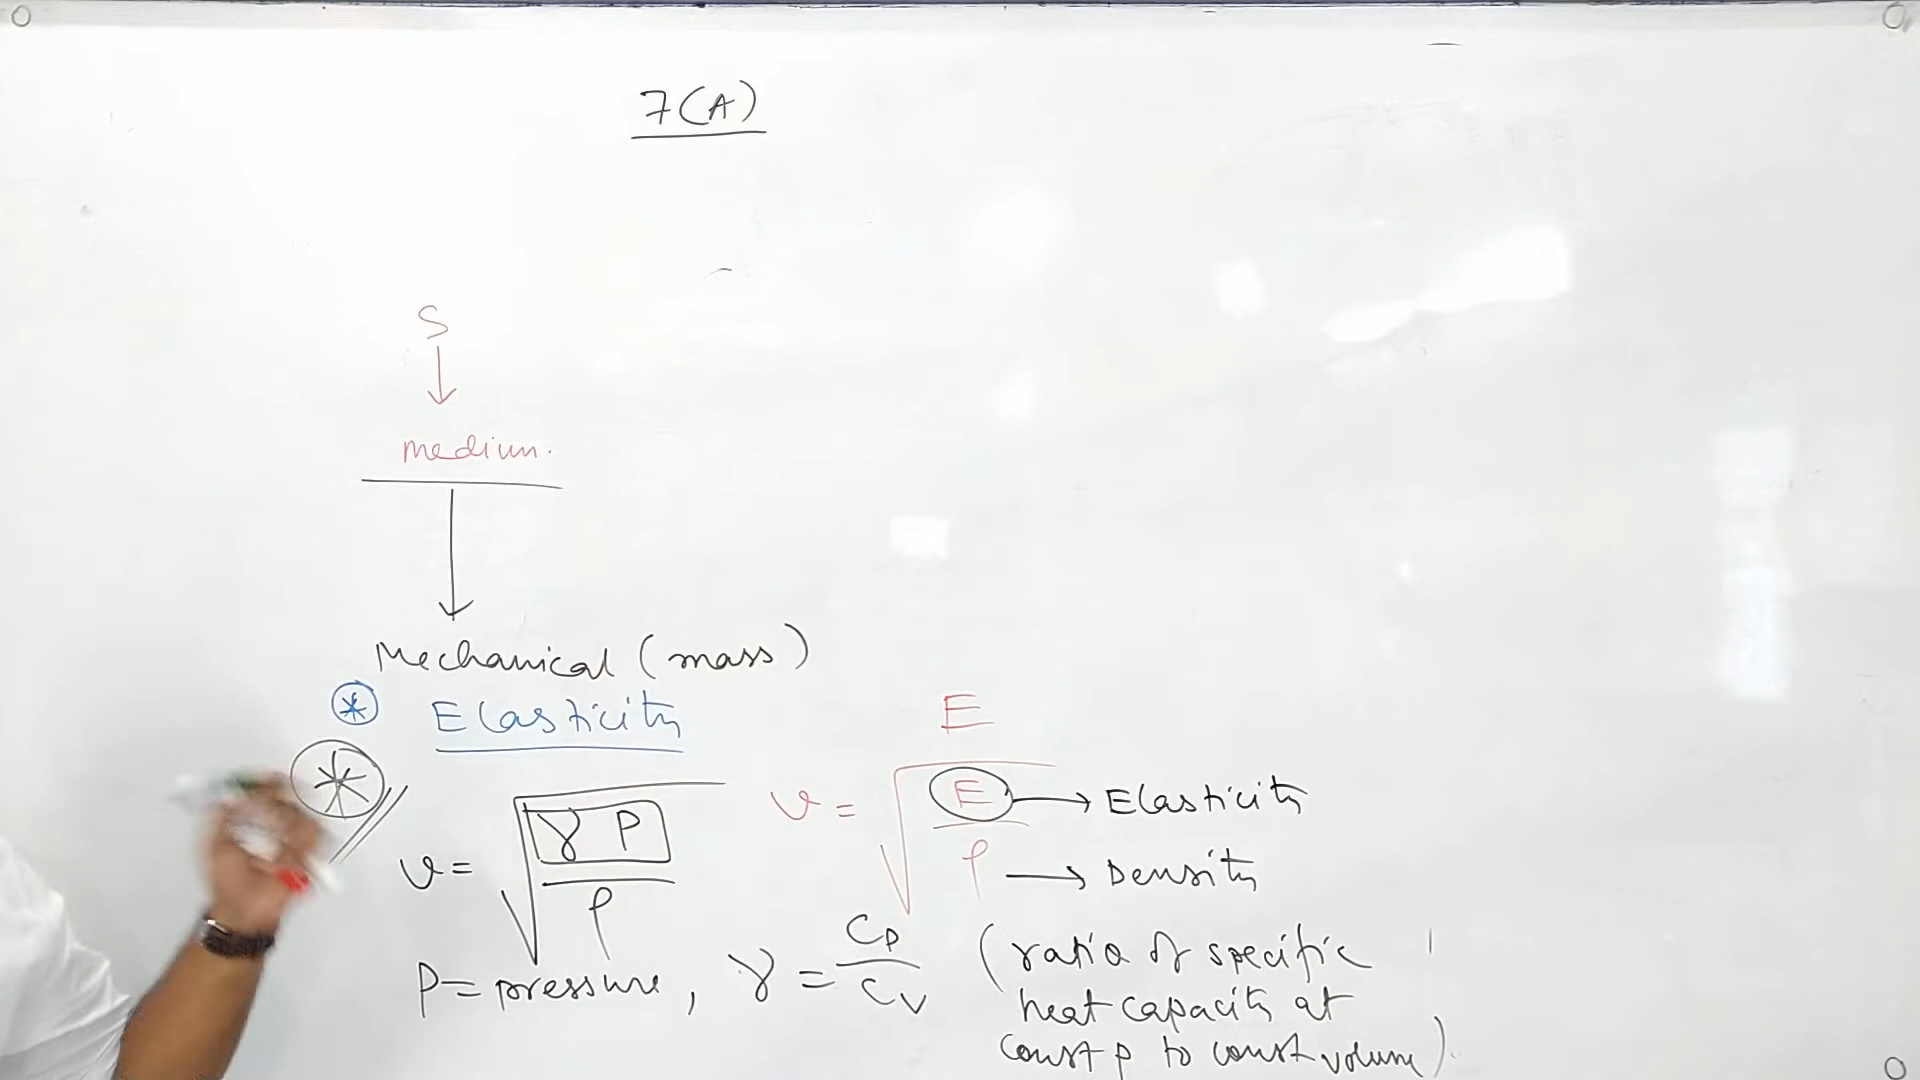 7(A)
S
↓
medium.
↓
Mechanical (mass)
* Elasticity
E
* v = √(γP/ρ)
v = √(E/ρ)
E → Elasticity
ρ → Density
P = pressure, γ = CP/CV (ratio of specific
heat capacity at
const p to const volume)